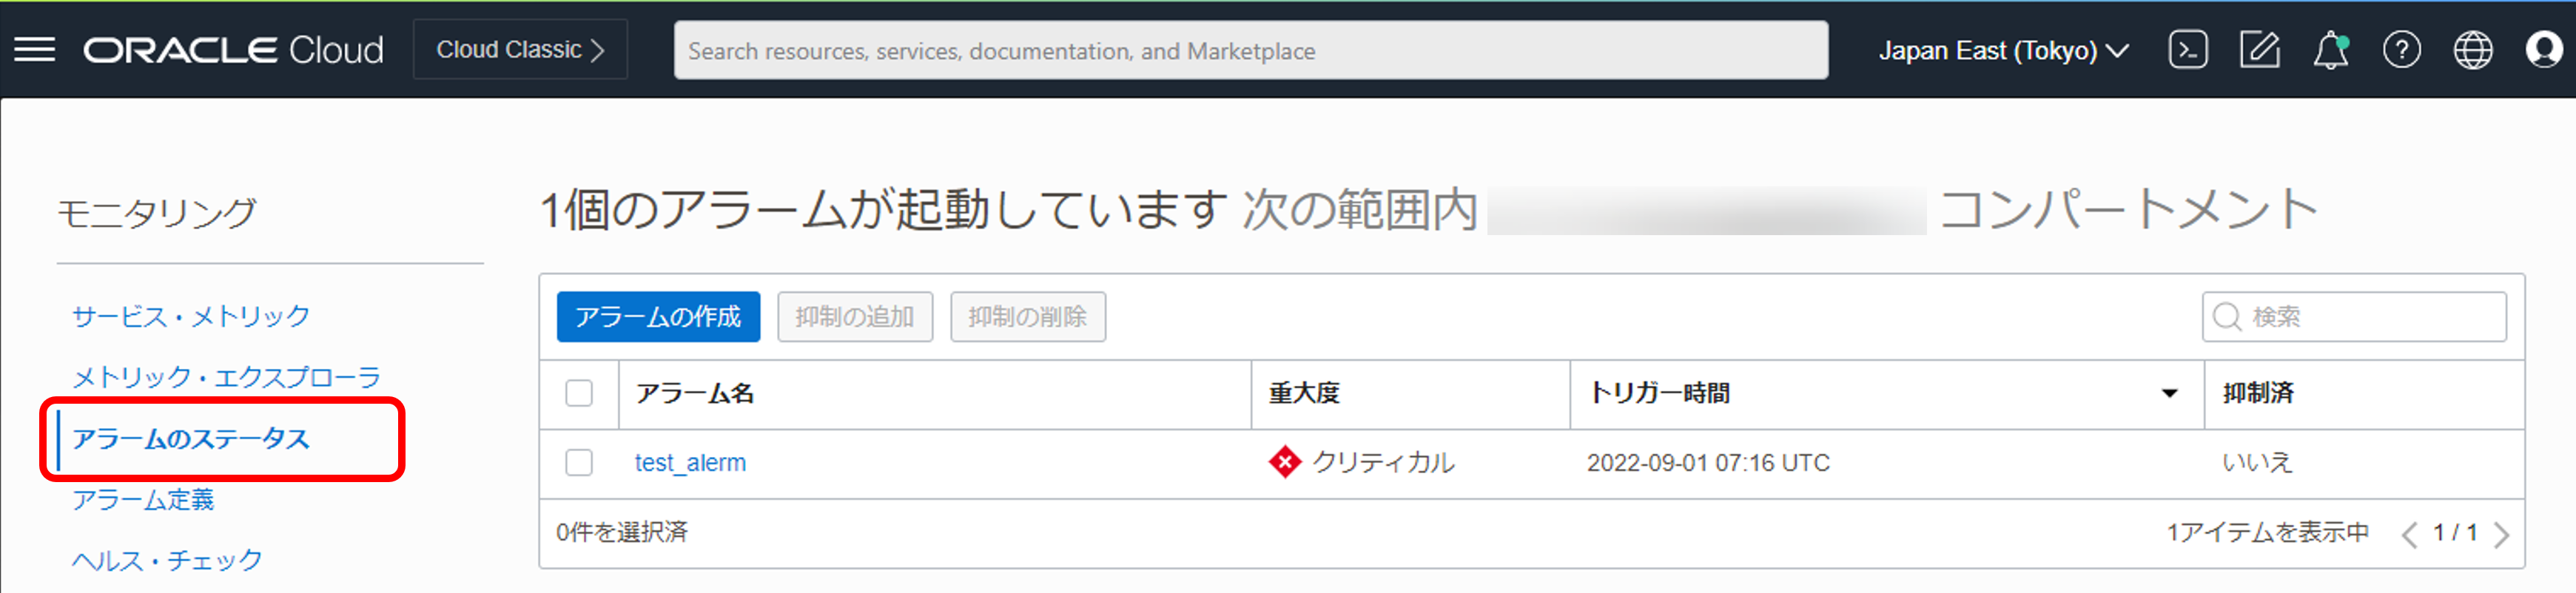 ORACLE Cloud
Cloud Classic
Search resources, services, documentation, and Marketplace
Japan East (Tokyo)
モニタリング
サービス・メトリック
メトリック・エクスプローラ
アラームのステータス
アラーム定義
ヘルス・チェック
1個のアラームが起動しています 次の範囲内 コンパートメント
アラームの作成 抑制の追加 抑制の削除 検索
アラーム名 重大度 トリガー時間 抑制済
test_alerm クリティカル 2022-09-01 07:16 UTC いいえ
0件を選択済 1アイテムを表示中 1 / 1